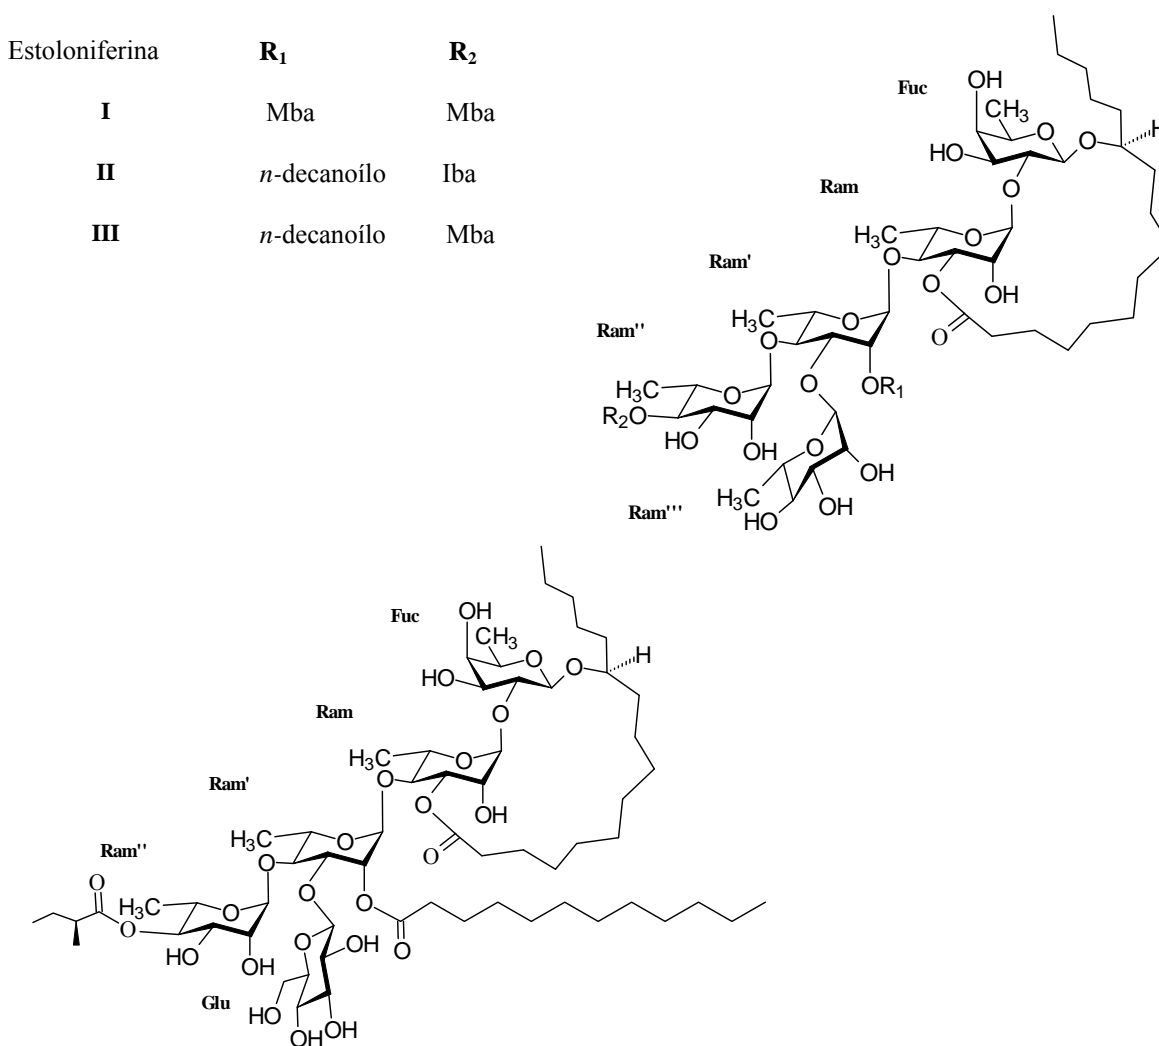 Estoloniferina R₁ R₂
I Mba Mba
II n-decanoílo Iba
III n-decanoílo Mba
Fuc
OH
CH₃
O
O
H
HO
O
Ram
H₃C
O
O
O
OH
O
Ram'
H₃C
O
O
O
OR₁
Ram''
H₃C
O
R₂O
HO
OH
O
OH
H₃C
HO
OH
Ram'''
Fuc
OH
CH₃
O
O
H
HO
O
Ram
H₃C
O
O
O
OH
O
Ram'
H₃C
O
O
O
O
O
Ram''
O
H₃C
O
O
HO
OH
O
OH
Glu
HO
OH
OH